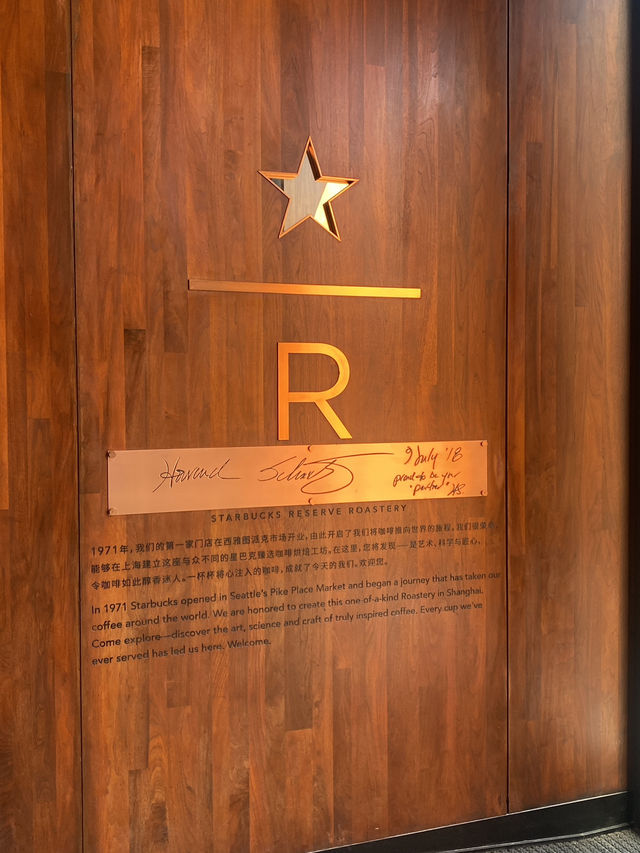 R
Howard Schultz
9 July '18
proud to be your
"partner" HS.
STARBUCKS RESERVE ROASTERY
1971年，我们的第一家门店在西雅图派克市场开业，由此开启了我们将咖啡推向世界的旅程。我们很荣幸
能够在上海建立这座与众不同的星巴克臻选咖啡烘焙工坊。在这里，您将发现——是艺术、科学与匠心，
令咖啡如此醇香迷人。一杯杯将心注入的咖啡，成就了今天的我们。欢迎您。
In 1971 Starbucks opened in Seattle's Pike Place Market and began a journey that has taken our
coffee around the world. We are honored to create this one-of-a-kind Roastery in Shanghai.
Come explore—discover the art, science and craft of truly inspired coffee. Every cup we've
ever served has led us here. Welcome.